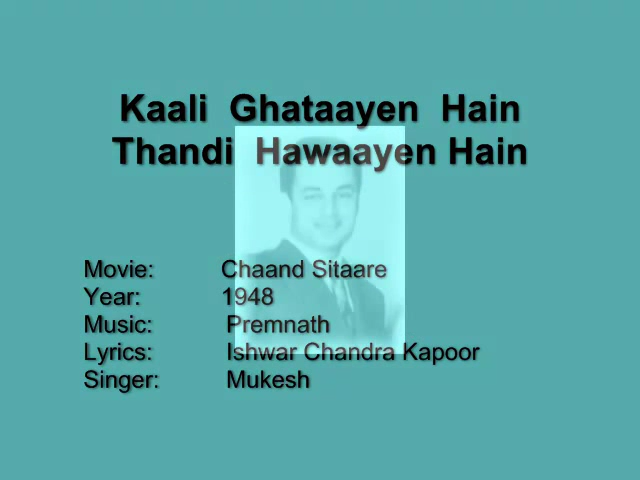 Kaali Ghataayen Hain
Thandi Hawaayen Hain
Movie: Chaand Sitaare
Year: 1948
Music: Premnath
Lyrics: Ishwar Chandra Kapoor
Singer: Mukesh